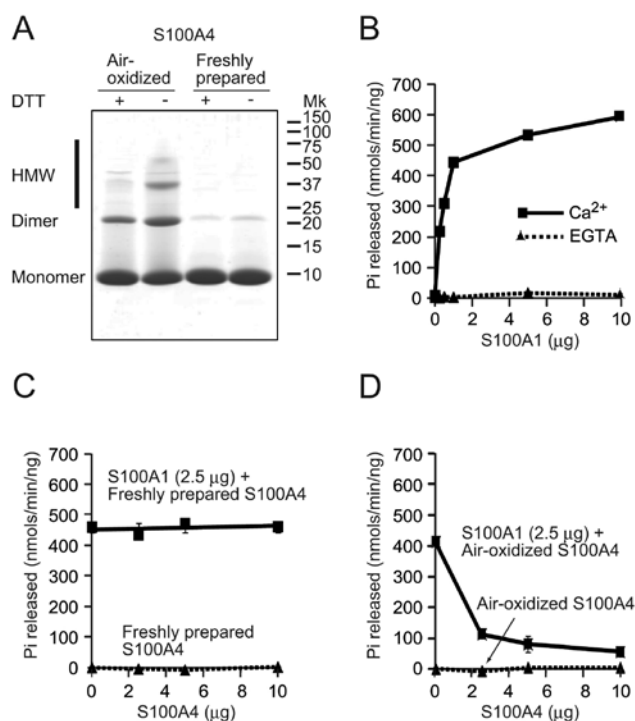 A
S100A4
Air-
oxidized
Freshly
prepared
DTT
+ - + -
Mk
150
100
75
50
37
25
20
15
10
HMW
Dimer
Monomer
B
Pi released (nmols/min/ng)
700
600
500
400
300
200
100
0
Ca2+
EGTA
0 2 4 6 8 10
S100A1 (μg)
C
Pi released (nmols/min/ng)
700
600
500
400
300
200
100
0
S100A1 (2.5 μg) +
Freshly prepared S100A4
Freshly prepared
S100A4
0 2 4 6 8 10
S100A4 (μg)
D
Pi released (nmols/min/ng)
700
600
500
400
300
200
100
0
S100A1 (2.5 μg) +
Air-oxidized S100A4
Air-oxidized S100A4
0 2 4 6 8 10
S100A4 (μg)